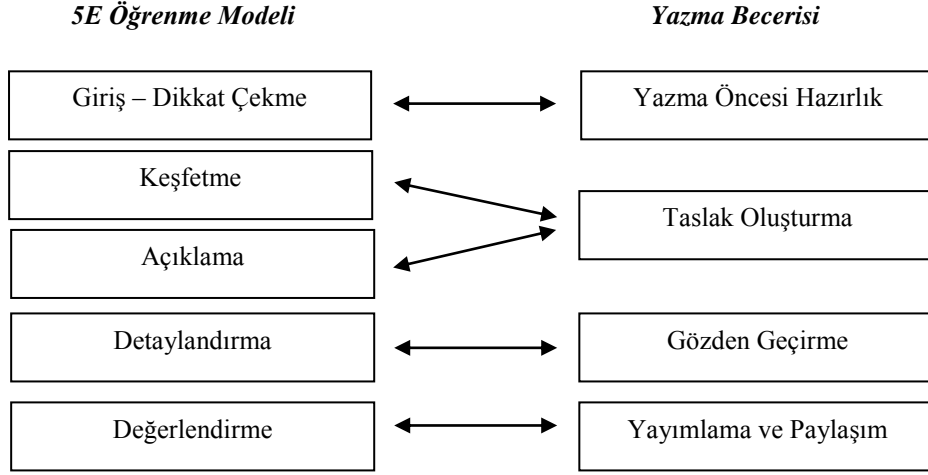 5E Öğrenme Modeli
Yazma Becerisi
Giriş – Dikkat Çekme
Yazma Öncesi Hazırlık
Keşfetme
Taslak Oluşturma
Açıklama
Detaylandırma
Gözden Geçirme
Değerlendirme
Yayımlama ve Paylaşım